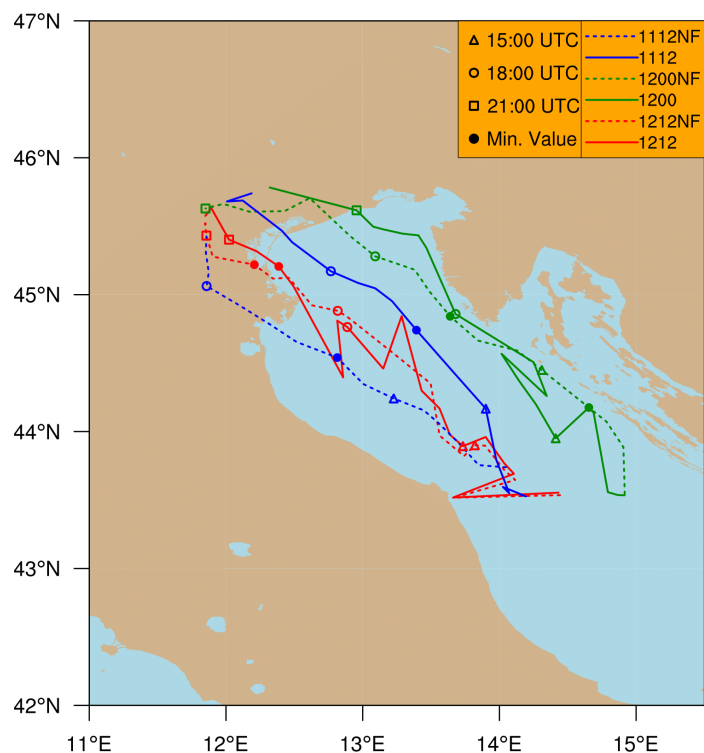 47°N
15:00 UTC
1112NF
1112
18:00 UTC
1200NF
1200
21:00 UTC
1212NF
Min. Value
1212
46°N
45°N
44°N
43°N
42°N
11°E 12°E 13°E 14°E 15°E